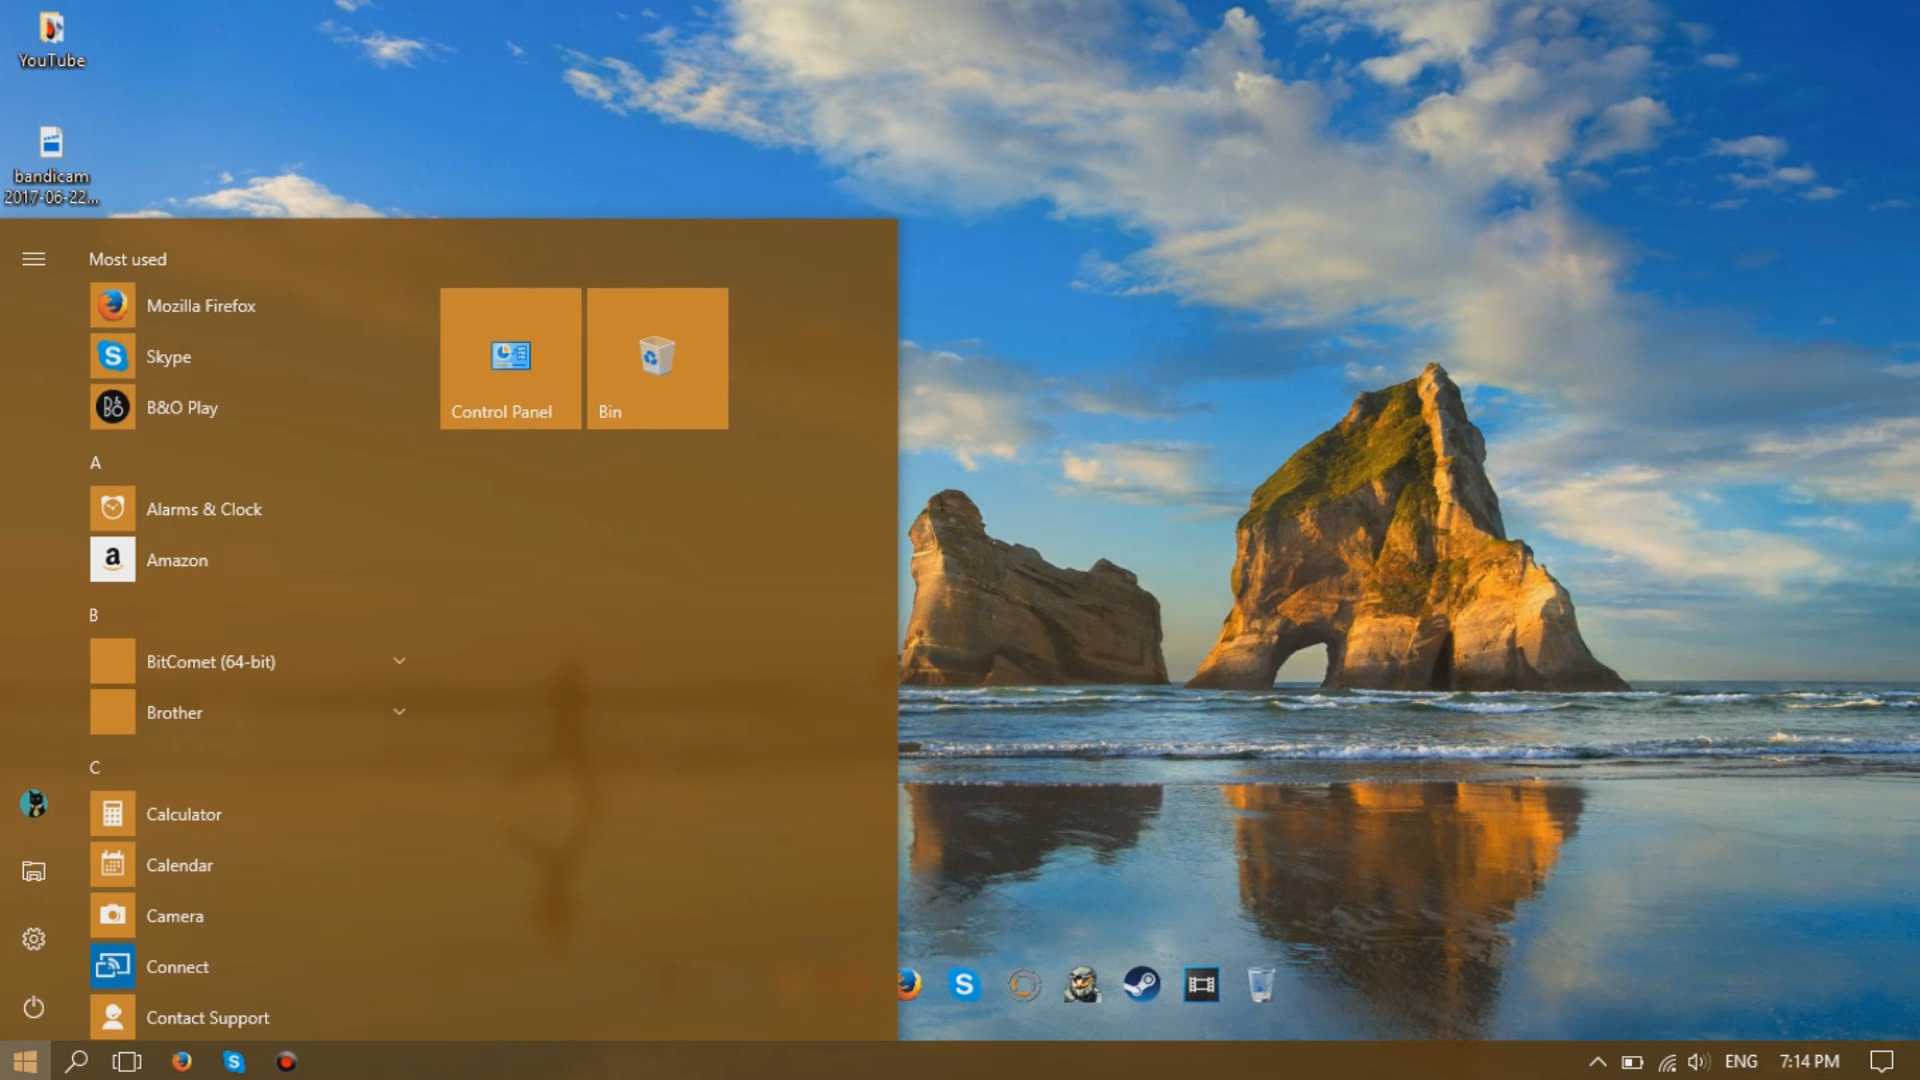 YouTube
bandicam
2017-06-22...
Most used
Mozilla Firefox
Skype
B&O Play
A
Alarms & Clock
Amazon
B
BitComet (64-bit)
Brother
C
Calculator
Calendar
Camera
Connect
Contact Support
Control Panel
Bin
ENG
7:14 PM